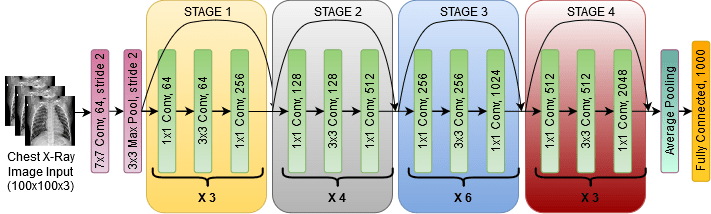 STAGE 1
STAGE 2
STAGE 3
STAGE 4
Chest X-Ray
Image Input
(100x100x3)
7x7 Conv, 64, stride 2
3x3 Max Pool, stride 2
1x1 Conv, 64
3x3 Conv, 64
1x1 Conv, 256
X 3
1x1 Conv, 128
3x3 Conv, 128
1x1 Conv, 512
X 4
1x1 Conv, 256
3x3 Conv, 256
1x1 Conv, 1024
X 6
1x1 Conv, 512
3x3 Conv, 512
1x1 Conv, 2048
X 3
Average Pooling
Fully Connected, 1000